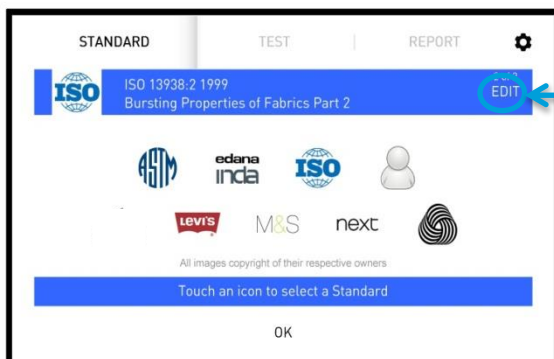 STANDARD TEST REPORT
ISO
ISO 13938:2 1999
Bursting Properties of Fabrics Part 2
EDIT
ASTM
edana
inda
ISO
Levi's
M&S
next
All images copyright of their respective owners
Touch an icon to select a Standard
OK